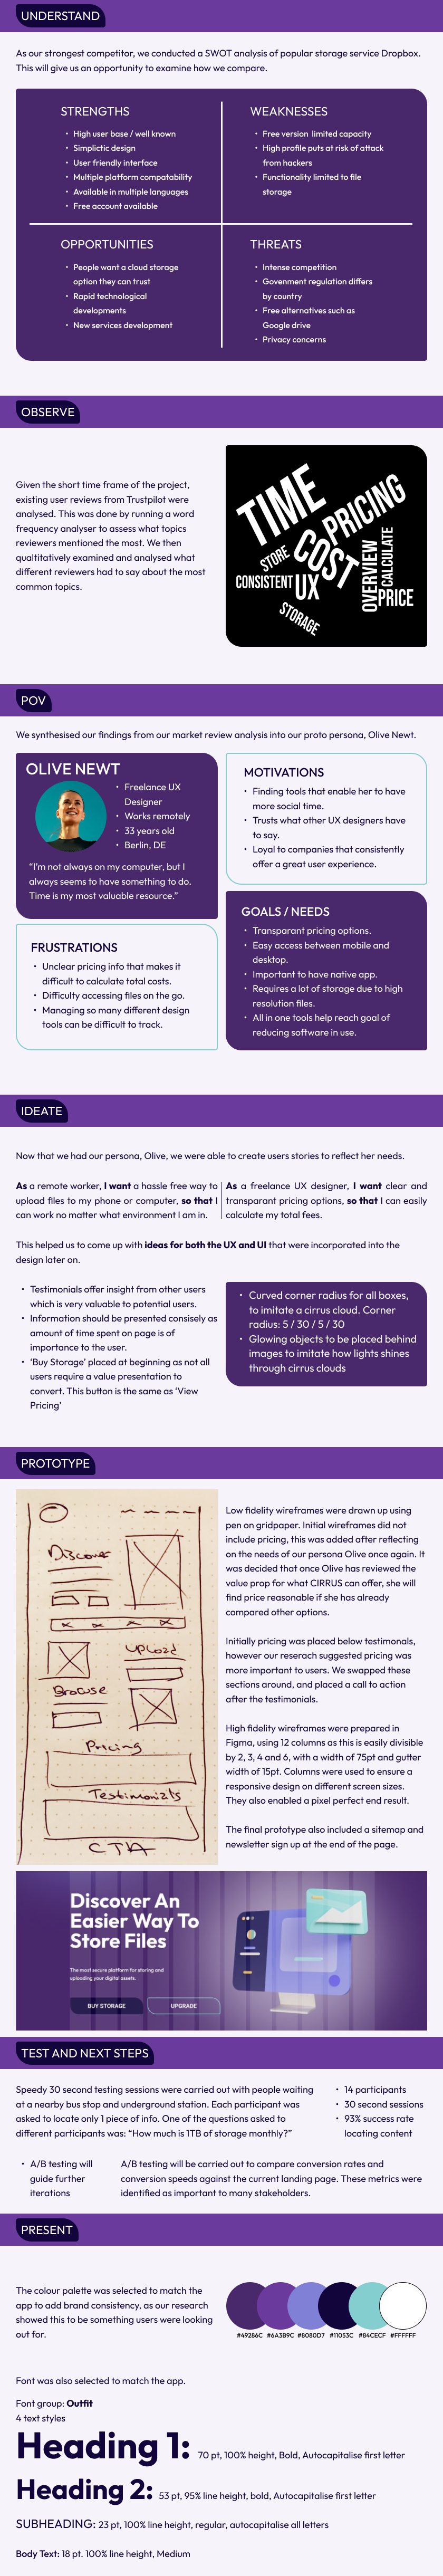 UNDERSTAND
As our strongest competitor, we conducted a SWOT analysis of popular storage service Dropbox.
This will give us an opportunity to examine how we compare.
STRENGTHS
• High user base / well known
• Simplictic design
• User friendly interface
• Multiple platform compatability
• Available in multiple languages
• Free account available
WEAKNESSES
• Free version limited capacity
• High profile puts at risk of attack
from hackers
• Functionality limited to file
storage
OPPORTUNITIES
• People want a cloud storage
option they can trust
• Rapid technological
developments
• New services development
THREATS
• Intense competition
• Govenment regulation differs
by country
• Free alternatives such as
Google drive
• Privacy concerns
OBSERVE
Given the short time frame of the project,
existing user reviews from Trustpilot were
analysed. This was done by running a word
frequency analyser to assess what topics
reviewers mentioned the most. We then
qualtitatively examined and analysed what
different reviewers had to say about the most
common topics.
TIME
PRICING
STORE
COST
CONSISTENT
UX
OVERVIEW
CALCULATE
PRICE
STORAGE
POV
We synthesised our findings from our market review analysis into our proto persona, Olive Newt.
OLIVE NEWT
• Freelance UX
Designer
• Works remotely
• 33 years old
• Berlin, DE
“I’m not always on my computer, but I
always seems to have something to do.
Time is my most valuable resource.”
MOTIVATIONS
• Finding tools that enable her to have
more social time.
• Trusts what other UX designers have
to say.
• Loyal to companies that consistently
offer a great user experience.
FRUSTRATIONS
• Unclear pricing info that makes it
difficult to calculate total costs.
• Difficulty accessing files on the go.
• Managing so many different design
tools can be difficult to track.
GOALS / NEEDS
• Transparant pricing options.
• Easy access between mobile and
desktop.
• Important to have native app.
• Requires a lot of storage due to high
resolution files.
• All in one tools help reach goal of
reducing software in use.
IDEATE
Now that we had our persona, Olive, we were able to create users stories to reflect her needs.
As a remote worker, I want a hassle free way to
upload files to my phone or computer, so that I
can work no matter what environment I am in.
As a freelance UX designer, I want clear and
transparant pricing options, so that I can easily
calculate my total fees.
This helped us to come up with ideas for both the UX and UI that were incorporated into the
design later on.
• Testimonials offer insight from other users
which is very valuable to potential users.
• Information should be presented consisely as
amount of time spent on page is of
importance to the user.
• ‘Buy Storage’ placed at beginning as not all
users require a value presentation to
convert. This button is the same as ‘View
Pricing’
• Curved corner radius for all boxes,
to imitate a cirrus cloud. Corner
radius: 5 / 30 / 5 / 30
• Glowing objects to be placed behind
images to imitate how lights shines
through cirrus clouds
PROTOTYPE
Discover
Upload
Browse
Pricing
Testimonials
CTA
Low fidelity wireframes were drawn up using
pen on gridpaper. Initial wireframes did not
include pricing, this was added after reflecting
on the needs of our persona Olive once again. It
was decided that once Olive has reviewed the
value prop for what CIRRUS can offer, she will
find price reasonable if she has already
compared other options.
Initially pricing was placed below testimonals,
however our reserach suggested pricing was
more important to users. We swapped these
sections around, and placed a call to action
after the testimonials.
High fidelity wireframes were prepared in
Figma, using 12 columns as this is easily divisible
by 2, 3, 4 and 6, with a width of 75pt and gutter
width of 15pt. Columns were used to ensure a
responsive design on different screen sizes.
They also enabled a pixel perfect end result.
The final prototype also included a sitemap and
newsletter sign up at the end of the page.
Discover An
Easier Way To
Store Files
The most secure platform for storing and
uploading your digital assets.
BUY STORAGE
UPGRADE
TEST AND NEXT STEPS
Speedy 30 second testing sessions were carried out with people waiting
at a nearby bus stop and underground station. Each participant was
asked to locate only 1 piece of info. One of the questions asked to
different participants was: “How much is 1TB of storage monthly?”
• 14 participants
• 30 second sessions
• 93% success rate
locating content
• A/B testing will
guide further
iterations
A/B testing will be carried out to compare conversion rates and
conversion speeds against the current landing page. These metrics were
identified as important to many stakeholders.
PRESENT
The colour palette was selected to match the
app to add brand consistency, as our research
showed this to be something users were looking
out for.
#49286C #6A3B9C #8080D7 #11053C #84CECF #FFFFFF
Font was also selected to match the app.
Font group: Outfit
4 text styles
Heading 1: 70 pt, 100% height, Bold, Autocapitalise first letter
Heading 2: 53 pt, 95% line height, bold, Autocapitalise first letter
SUBHEADING: 23 pt, 100% line height, regular, autocapitalise all letters
Body Text: 18 pt. 100% line height, Medium